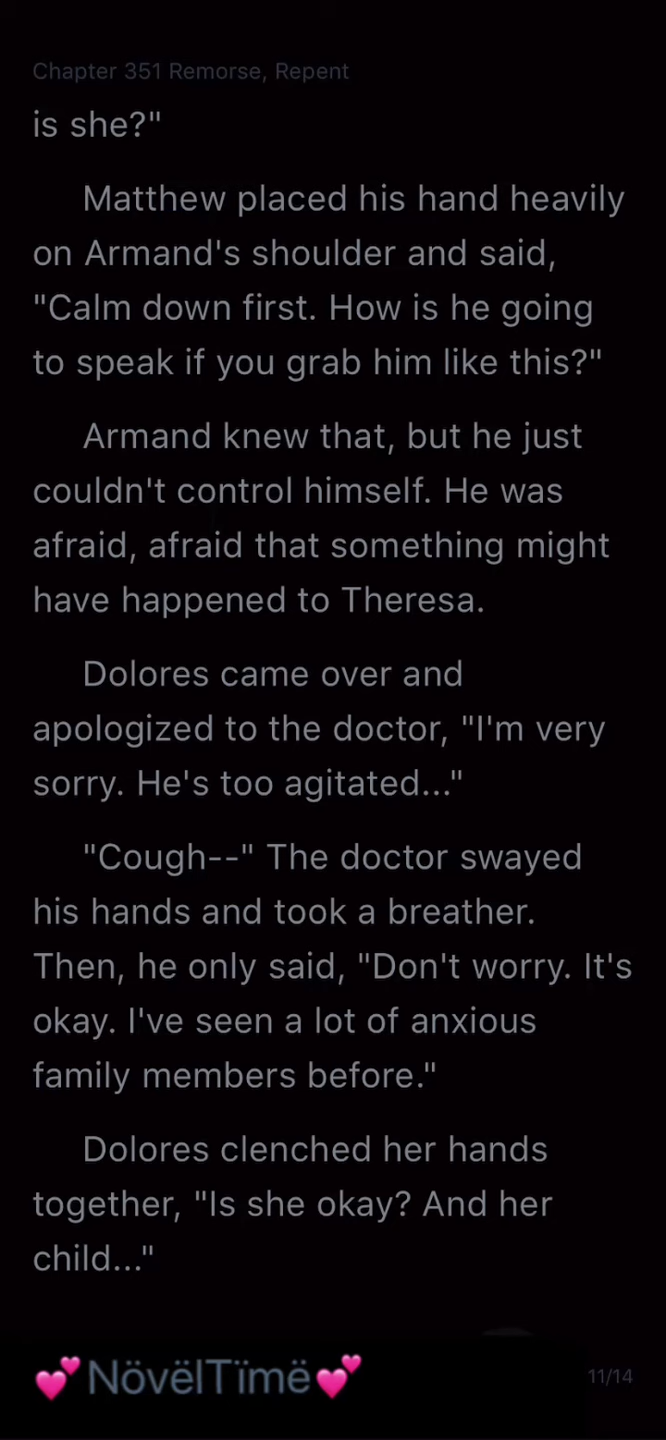 Chapter 351 Remorse, Repent
is she?"
Matthew placed his hand heavily
on Armand's shoulder and said,
"Calm down first. How is he going
to speak if you grab him like this?"
Armand knew that, but he just
couldn't control himself. He was
afraid, afraid that something might
have happened to Theresa.
Dolores came over and
apologized to the doctor, "I'm very
sorry. He's too agitated..."
"Cough--" The doctor swayed
his hands and took a breather.
Then, he only said, "Don't worry. It's
okay. I've seen a lot of anxious
family members before."
Dolores clenched her hands
together, "Is she okay? And her
child..."
💕NövëlTïmë💕
11/14